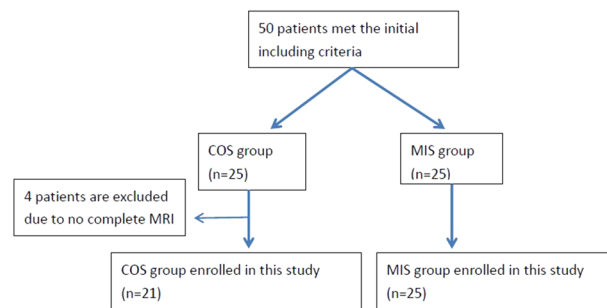 50 patients met the initial
including criteria
COS group
(n=25)
MIS group
(n=25)
4 patients are excluded
due to no complete MRI
COS group enrolled in this study
(n=21)
MIS group enrolled in this study
(n=25)